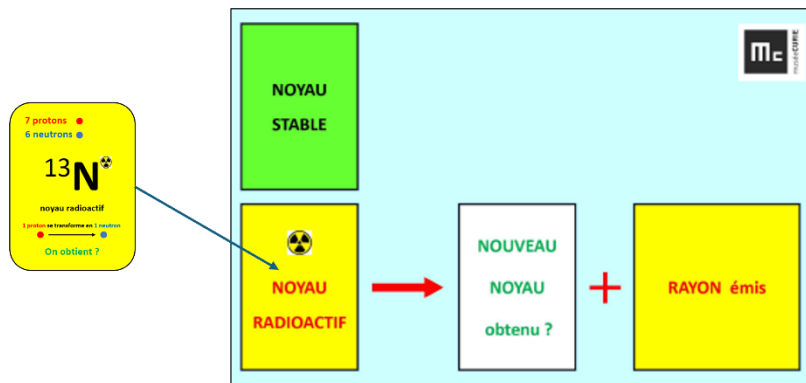 7 protons
6 neutrons
13N
noyau radioactif
1 proton se transforme en 1 neutron
On obtient ?
NOYAU
STABLE
Mc
muséeCURIE
NOYAU
RADIOACTIF
NOUVEAU
NOYAU
obtenu ?
+
RAYON émis